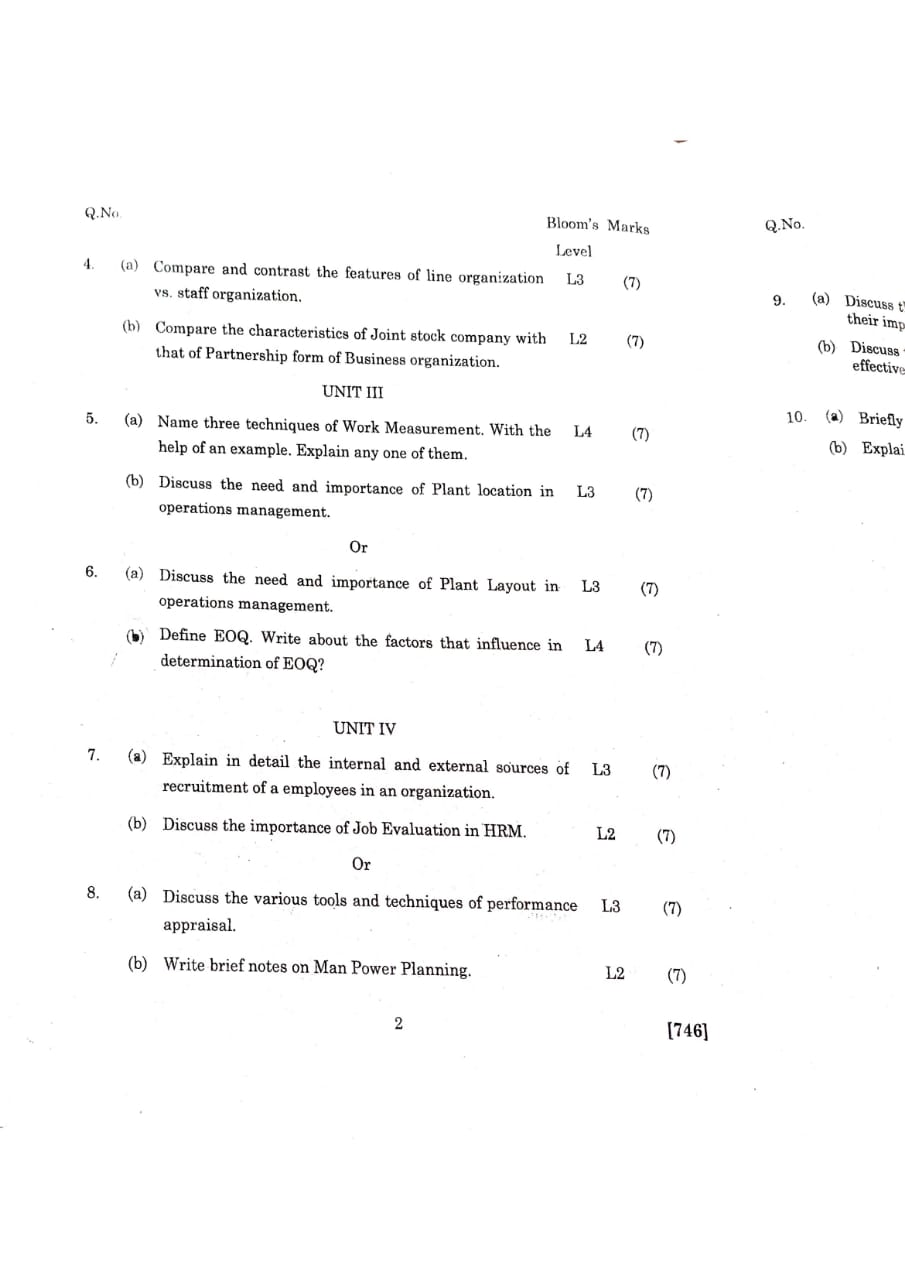 Q.No.
Bloom's Marks
Level
4. (a) Compare and contrast the features of line organization L3 (7)
vs. staff organization.
(b) Compare the characteristics of Joint stock company with L2 (7)
that of Partnership form of Business organization.
UNIT III
5. (a) Name three techniques of Work Measurement. With the L4 (7)
help of an example. Explain any one of them.
(b) Discuss the need and importance of Plant location in L3 (7)
operations management.
Or
6. (a) Discuss the need and importance of Plant Layout in L3 (7)
operations management.
(b) Define EOQ. Write about the factors that influence in L4 (7)
determination of EOQ?
UNIT IV
7. (a) Explain in detail the internal and external sources of L3 (7)
recruitment of a employees in an organization.
(b) Discuss the importance of Job Evaluation in HRM. L2 (7)
Or
8. (a) Discuss the various tools and techniques of performance L3 (7)
appraisal.
(b) Write brief notes on Man Power Planning. L2 (7)
2
[746]
Q.No.
9. (a) Discuss
their
(b) Discuss
effective
10. (a) Briefly
(b)